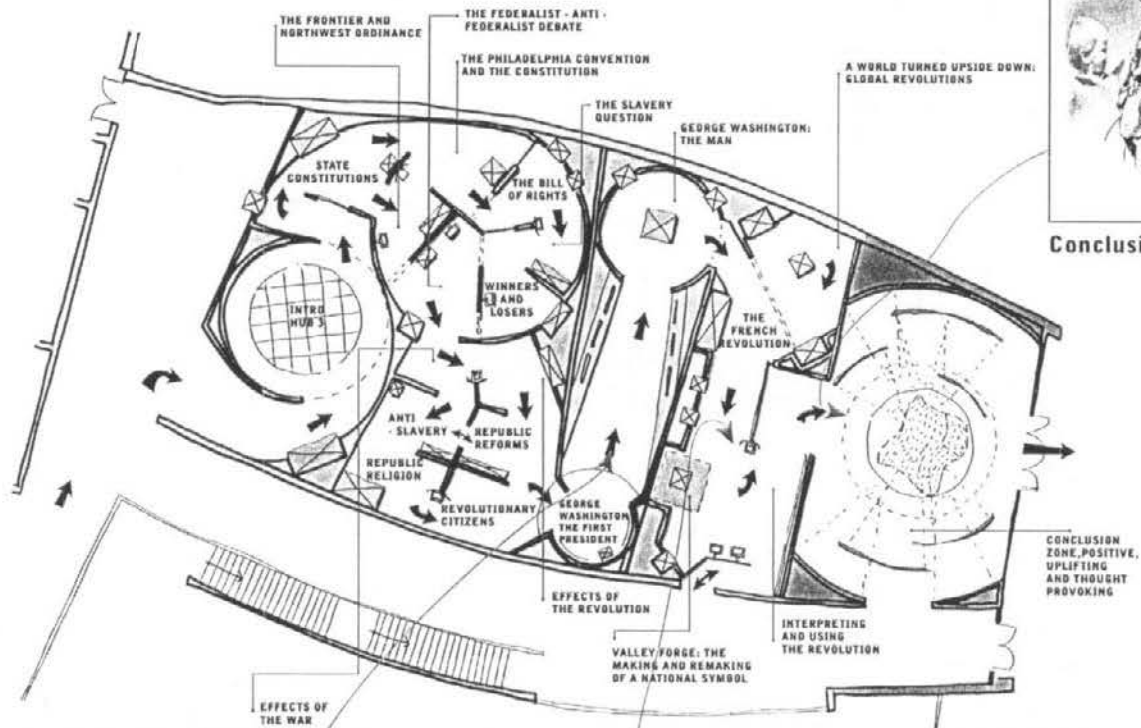 THE FRONTIER AND
NORTHWEST ORDINANCE
THE FEDERALIST - ANTI -
FEDERALIST DEBATE
THE PHILADELPHIA CONVENTION
AND THE CONSTITUTION
THE SLAVERY
QUESTION
GEORGE WASHINGTON:
THE MAN
A WORLD TURNED UPSIDE DOWN:
GLOBAL REVOLUTIONS
STATE
CONSTITUTIONS
THE BILL
OF RIGHTS
INTRO
HUB 3
WINNERS
AND
LOSERS
THE
FRENCH
REVOLUTION
ANTI
- SLAVERY
REPUBLIC
REFORMS
REPUBLIC
RELIGION
REVOLUTIONARY
CITIZENS
GEORGE
WASHINGTON
THE FIRST
PRESIDENT
EFFECTS OF
THE REVOLUTION
VALLEY FORGE: THE
MAKING AND REMAKING
OF A NATIONAL SYMBOL
INTERPRETING
AND USING
THE REVOLUTION
CONCLUSION
ZONE, POSITIVE,
UPLIFTING
AND THOUGHT
PROVOKING
EFFECTS OF
THE WAR
Conclusi